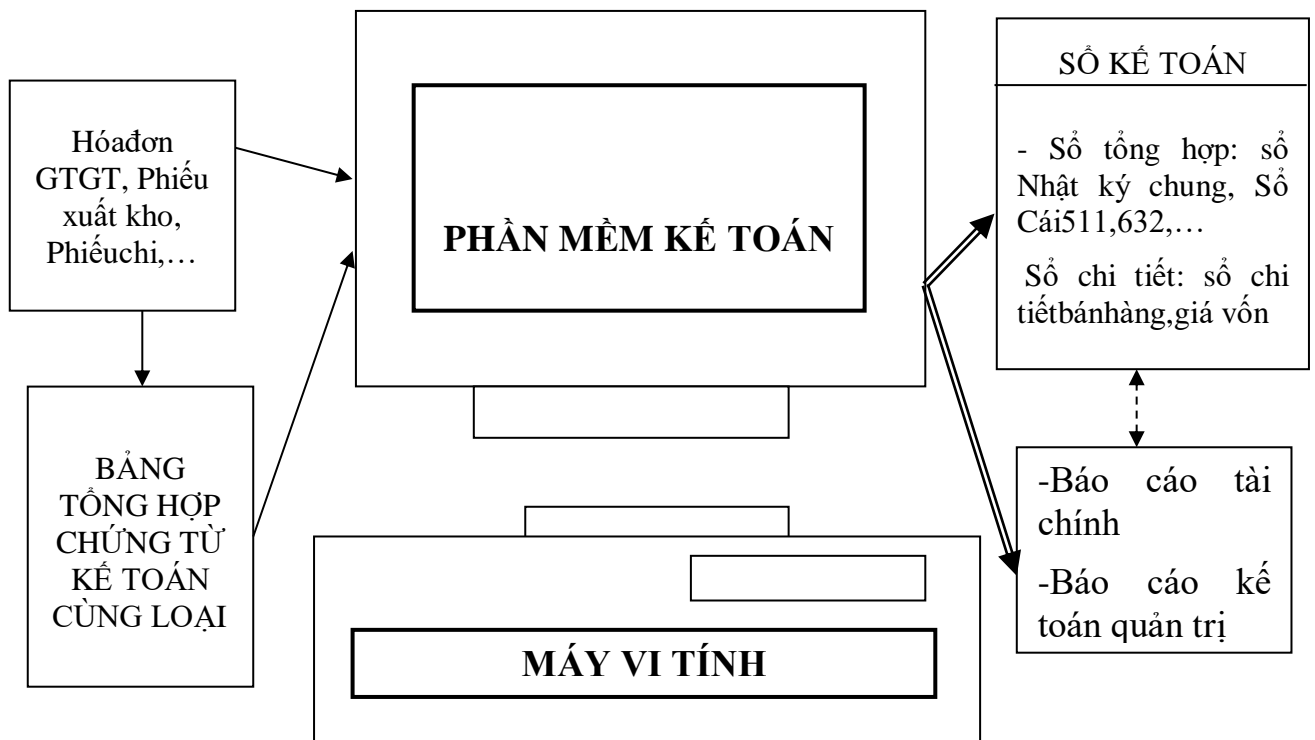 Hóađơn
GTGT, Phiếu
xuất kho,
Phiếuchi,…
BẢNG
TỔNG HỢP
CHỨNG TỪ
KẾ TOÁN
CÙNG LOẠI
PHẦN MỀM KẾ TOÁN
MÁY VI TÍNH
SỔ KẾ TOÁN
- Sổ tổng hợp: sổ
Nhật ký chung, Sổ
Cái511,632,…
Sổ chi tiết: sổ chi
tiếtbánhàng,giá vốn
-Báo cáo tài
chính
-Báo cáo kế
toán quản trị